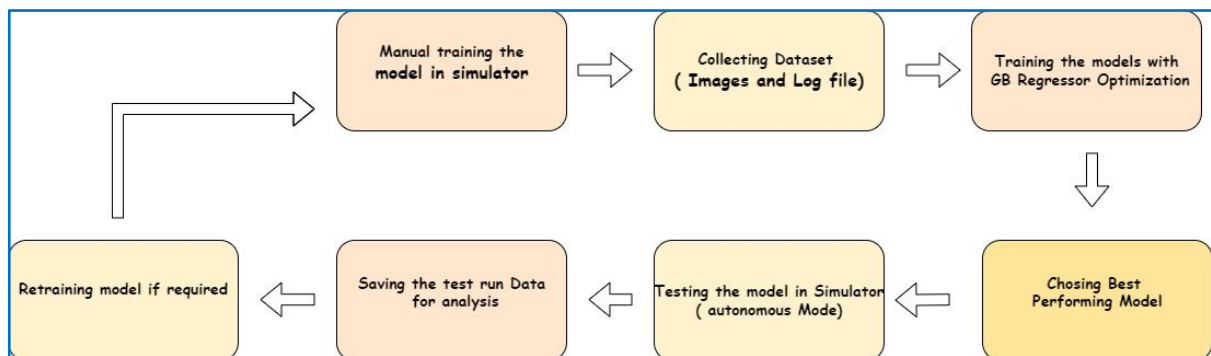 Manual training the
model in simulator
Collecting Dataset
( Images and Log file)
Training the models with
GB Regressor Optimization
Chosing Best
Performing Model
Testing the model in Simulator
( autonomous Mode)
Saving the test run Data
for analysis
Retraining model if required